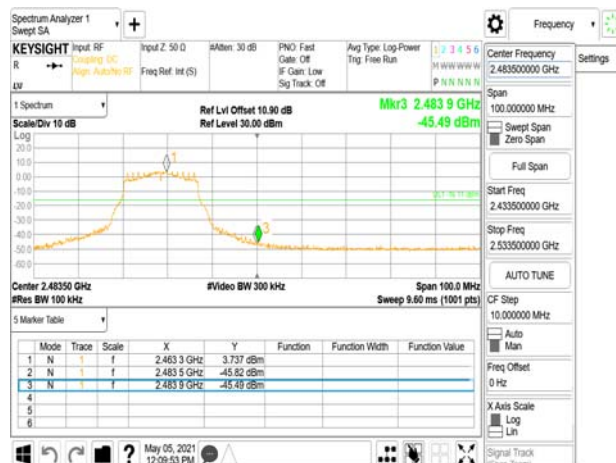 Spectrum Analyzer 1
Swept SA
Frequency
KEYSIGHT Input: RF Input Z: 50 Ω #Atten: 30 dB PNO: Fast Avg Type: Log-Power 1 2 3 4 5 6
R Coupling: DC Gate: Off Trig: Free Run M W W W W W
Align: Auto/No RF Freq Ref: Int (S) IF Gain: Low P N N N N N
Sig Track: Off
Settings
1 Spectrum
Scale/Div 10 dB
Ref Lvl Offset 10.90 dB
Ref Level 30.00 dBm
Mkr3 2.483 9 GHz
-45.49 dBm
Log
20.0
10.0
0.00
-10.0
-20.0
-30.0
-40.0
-50.0
-60.0
1
3
Center 2.48350 GHz #Video BW 300 kHz Span 100.0 MHz
#Res BW 100 kHz Sweep 9.60 ms (1001 pts)
5 Marker Table
Mode Trace Scale X Y Function Function Width Function Value
1 N 1 f 2.463 3 GHz 3.737 dBm
2 N 1 f 2.483 5 GHz -45.82 dBm
3 N 1 f 2.483 9 GHz -45.49 dBm
4
5
6
May 05, 2021
12:09:53 PM
Center Frequency
2.483500000 GHz
Span
100.000000 MHz
Swept Span
Zero Span
Full Span
Start Freq
2.433500000 GHz
Stop Freq
2.533500000 GHz
AUTO TUNE
CF Step
10.000000 MHz
Auto
Man
Freq Offset
0 Hz
X Axis Scale
Log
Lin
Signal Track